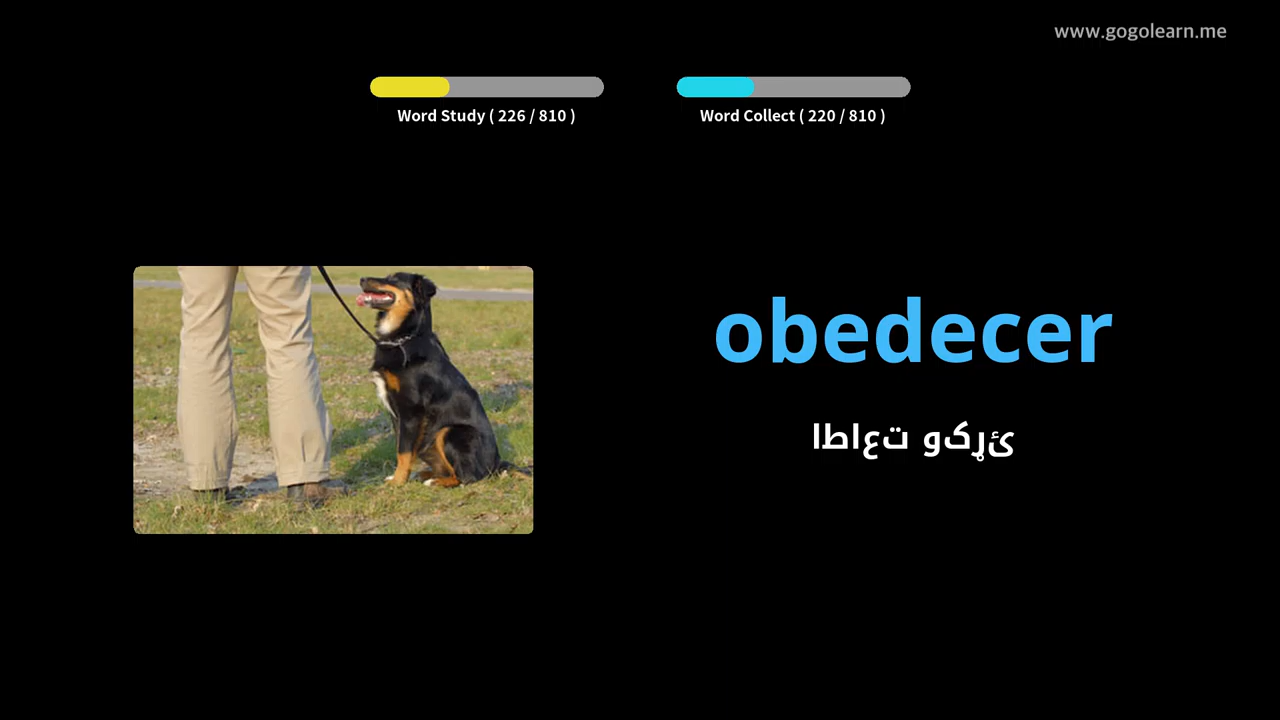 www.gogolearn.me
Word Study ( 226 / 810 )
Word Collect ( 220 / 810 )
obedecer
اطاعت وکړئ